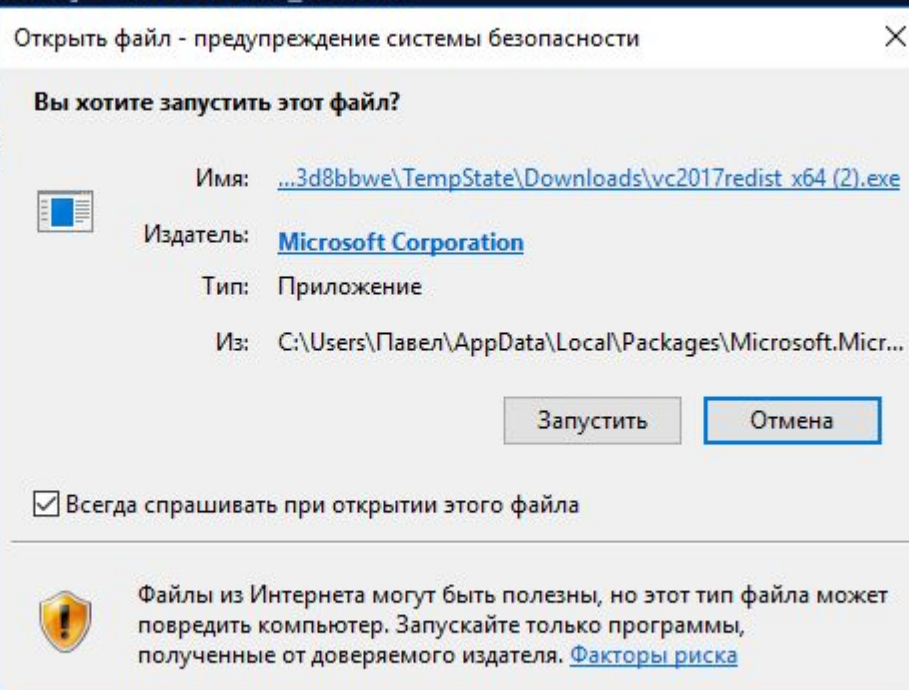 Открыть файл - предупреждение системы безопасности
Вы хотите запустить этот файл?
Имя: ...3d8bbwe\TempState\Downloads\vc2017redist_x64 (2).exe
Издатель: Microsoft Corporation
Тип: Приложение
Из: C:\Users\Павел\AppData\Local\Packages\Microsoft.Micr...
Запустить Отмена
Всегда спрашивать при открытии этого файла
Файлы из Интернета могут быть полезны, но этот тип файла может
повредить компьютер. Запускайте только программы,
полученные от доверяемого издателя. Факторы риска